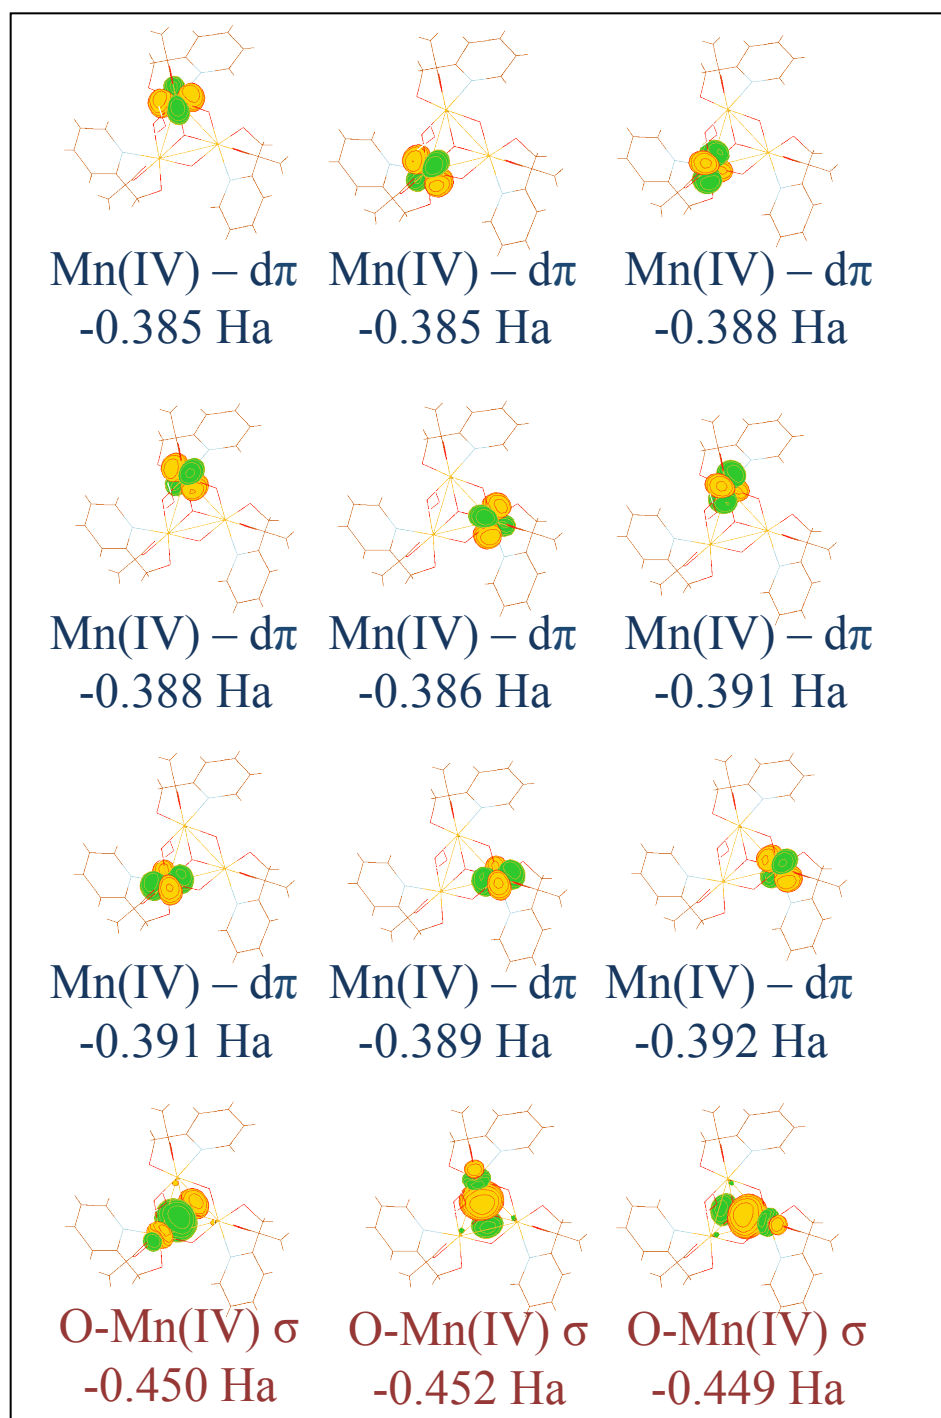 Mn(IV) – dπ Mn(IV) – dπ Mn(IV) – dπ
-0.385 Ha -0.385 Ha -0.388 Ha
Mn(IV) – dπ Mn(IV) – dπ Mn(IV) – dπ
-0.388 Ha -0.386 Ha -0.391 Ha
Mn(IV) – dπ Mn(IV) – dπ Mn(IV) – dπ
-0.391 Ha -0.389 Ha -0.392 Ha
O-Mn(IV) σ O-Mn(IV) σ O-Mn(IV) σ
-0.450 Ha -0.452 Ha -0.449 Ha